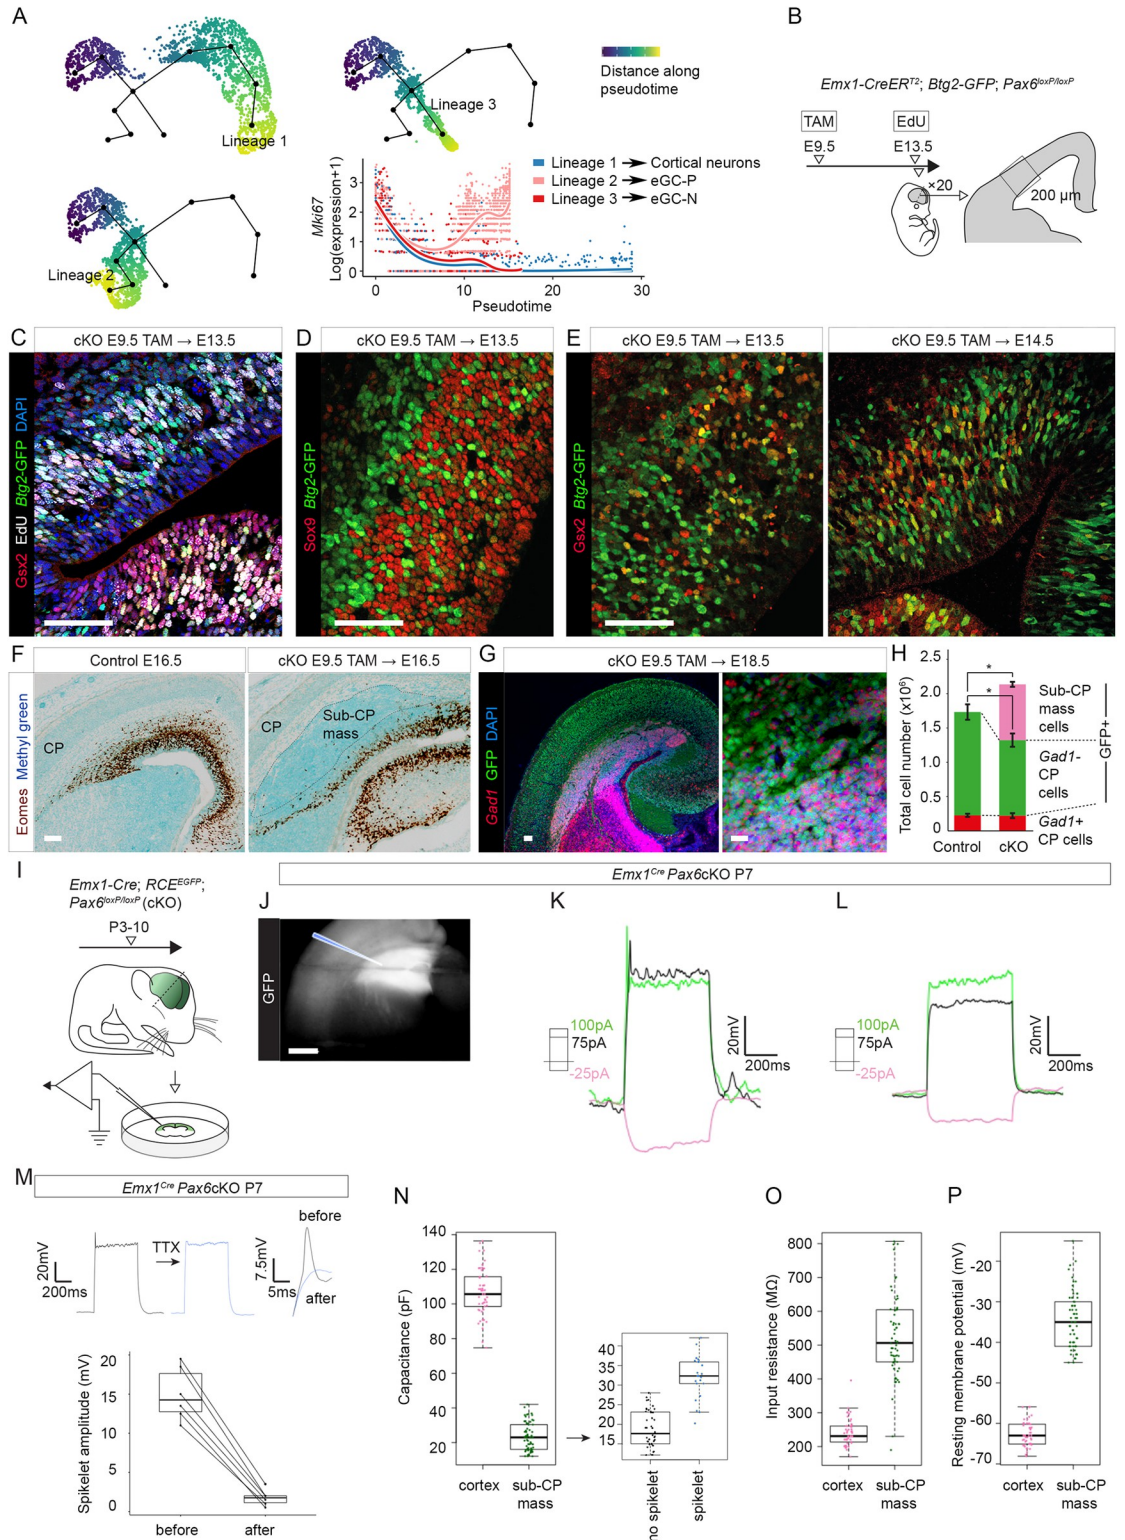 A
Lineage 1
Lineage 3
Distance along
pseudotime
Lineage 2
Mki67
Log(expression+1)
3
2
1
0
0
10
20
30
Pseudotime
Lineage 1 → Cortical neurons
Lineage 2 → eGC-P
Lineage 3 → eGC-N
B
Emx1-CreERT2; Btg2-GFP; Pax6loxP/loxP
TAM
EdU
E9.5
E13.5
×20
200 µm
C
cKO E9.5 TAM → E13.5
Gsx2 EdU Btg2-GFP DAPI
D
cKO E9.5 TAM → E13.5
Sox9 Btg2-GFP
E
cKO E9.5 TAM → E13.5
cKO E9.5 TAM → E14.5
Gsx2 Btg2-GFP
F
Control E16.5
cKO E9.5 TAM → E16.5
Eomes Methyl green
CP
CP
Sub-CP
mass
G
cKO E9.5 TAM → E18.5
Gad1 GFP DAPI
H
Total cell number (x10⁶)
2.5
2.0
1.5
1.0
0.5
0
*
*
Control
cKO
Sub-CP
mass
cells
Gad1-
CP
cells
Gad1+
CP cells
GFP+
I
Emx1-Cre; RCEEGFP;
Pax6loxP/loxP (cKO)
P3-10
Emx1Cre Pax6cKO P7
J
GFP
K
100pA
75pA
-25pA
20mV
200ms
L
100pA
75pA
-25pA
20mV
200ms
M
Emx1Cre Pax6cKO P7
20mV
200ms
TTX
7.5mV
5ms
before
after
Spikelet amplitude (mV)
20
15
10
5
0
before
after
N
Capacitance (pF)
140
120
100
80
60
40
20
cortex
sub-CP
mass
40
35
30
25
20
15
no spikelet
spikelet
O
Input resistance (MΩ)
800
700
600
500
400
300
200
cortex
sub-CP
mass
P
Resting membrane potential (mV)
-20
-30
-40
-50
-60
-70
cortex
sub-CP
mass